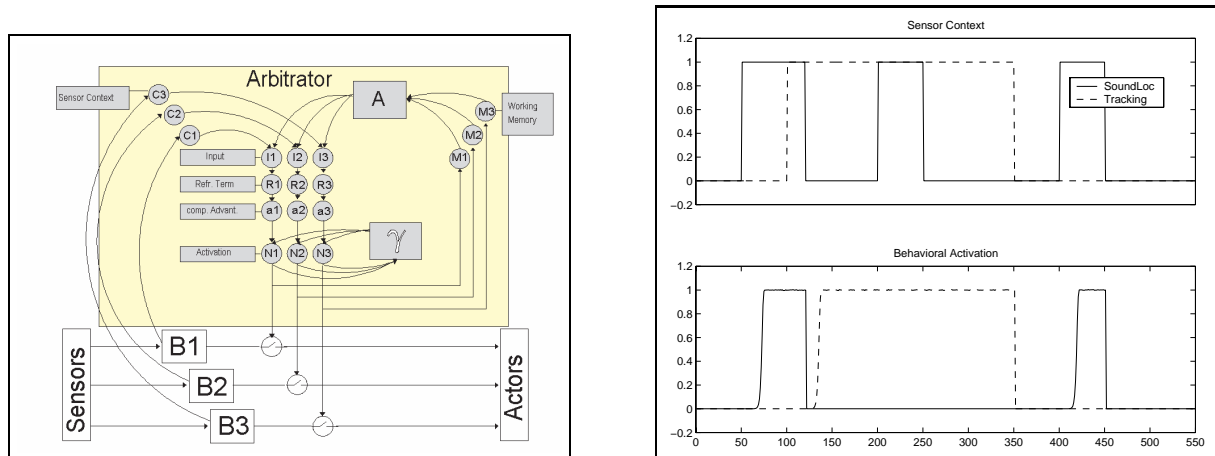 Arbitrator
Sensor Context
C3
C2
C1
A
M3
M2
M1
Working
Memory
Input
I1
I2
I3
Refr. Term
R1
R2
R3
comp. Advant.
a1
a2
a3
Activation
N1
N2
N3
γ
Sensors
B1
B2
B3
Actors
Sensor Context
1.2
1
0.8
0.6
0.4
0.2
0
−0.2
SoundLoc
Tracking
Behavioral Activation
1.2
1
0.8
0.6
0.4
0.2
0
−0.2
0 50 100 150 200 250 300 350 400 450 500 550